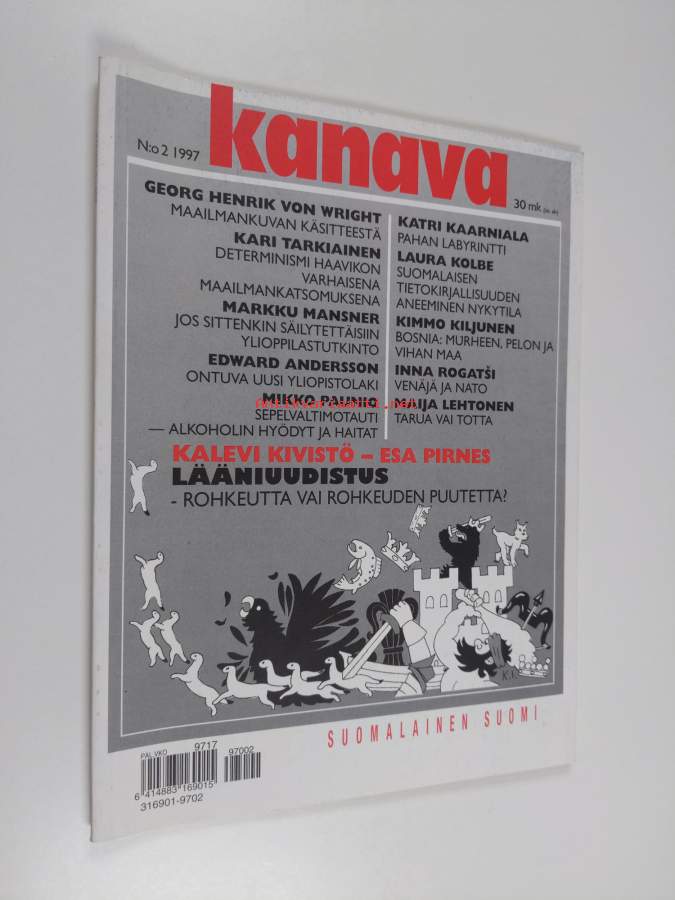 kanava
N:o 2 1997
30 mk
GEORG HENRIK VON WRIGHT
MAAILMANKUVAN KÄSITTEESTÄ
KARI TARKIAINEN
DETERMINISMI HAAVIKON
VARHAISENA
MAAILMANKATSOMUKSENA
MARKKU MANSNER
JOS SITTENKIN SÄILYTETTÄISIIN
YLIOPPILASTUTKINTO
EDWARD ANDERSSON
ONTUVA UUSI YLIOPISTOLAKI
MIKKO PAUNIO
SEPELVALTIMOTAUTI
— ALKOHOLIN HYÖDYT JA HAITAT
KATRI KAARNIALA
PAHAN LABYRINTTI
LAURA KOLBE
SUOMALAISEN
TIETOKIRJALLISUUDEN
ANEEMINEN NYKYTILA
KIMMO KILJUNEN
BOSNIA: MURHEEN, PELON JA
VIHAN MAA
INNA ROGATŠI
VENÄJÄ JA NATO
MAIJA LEHTONEN
TARUA VAI TOTTA
KALEVI KIVISTÖ – ESA PIRNES
LÄÄNIUUDISTUS
- ROHKEUTTA VAI ROHKEUDEN PUUTETTA?
K.K.
SUOMALAINEN SUOMI
PAL.VKO
9717
97002
6 414883 169015
316901-9702